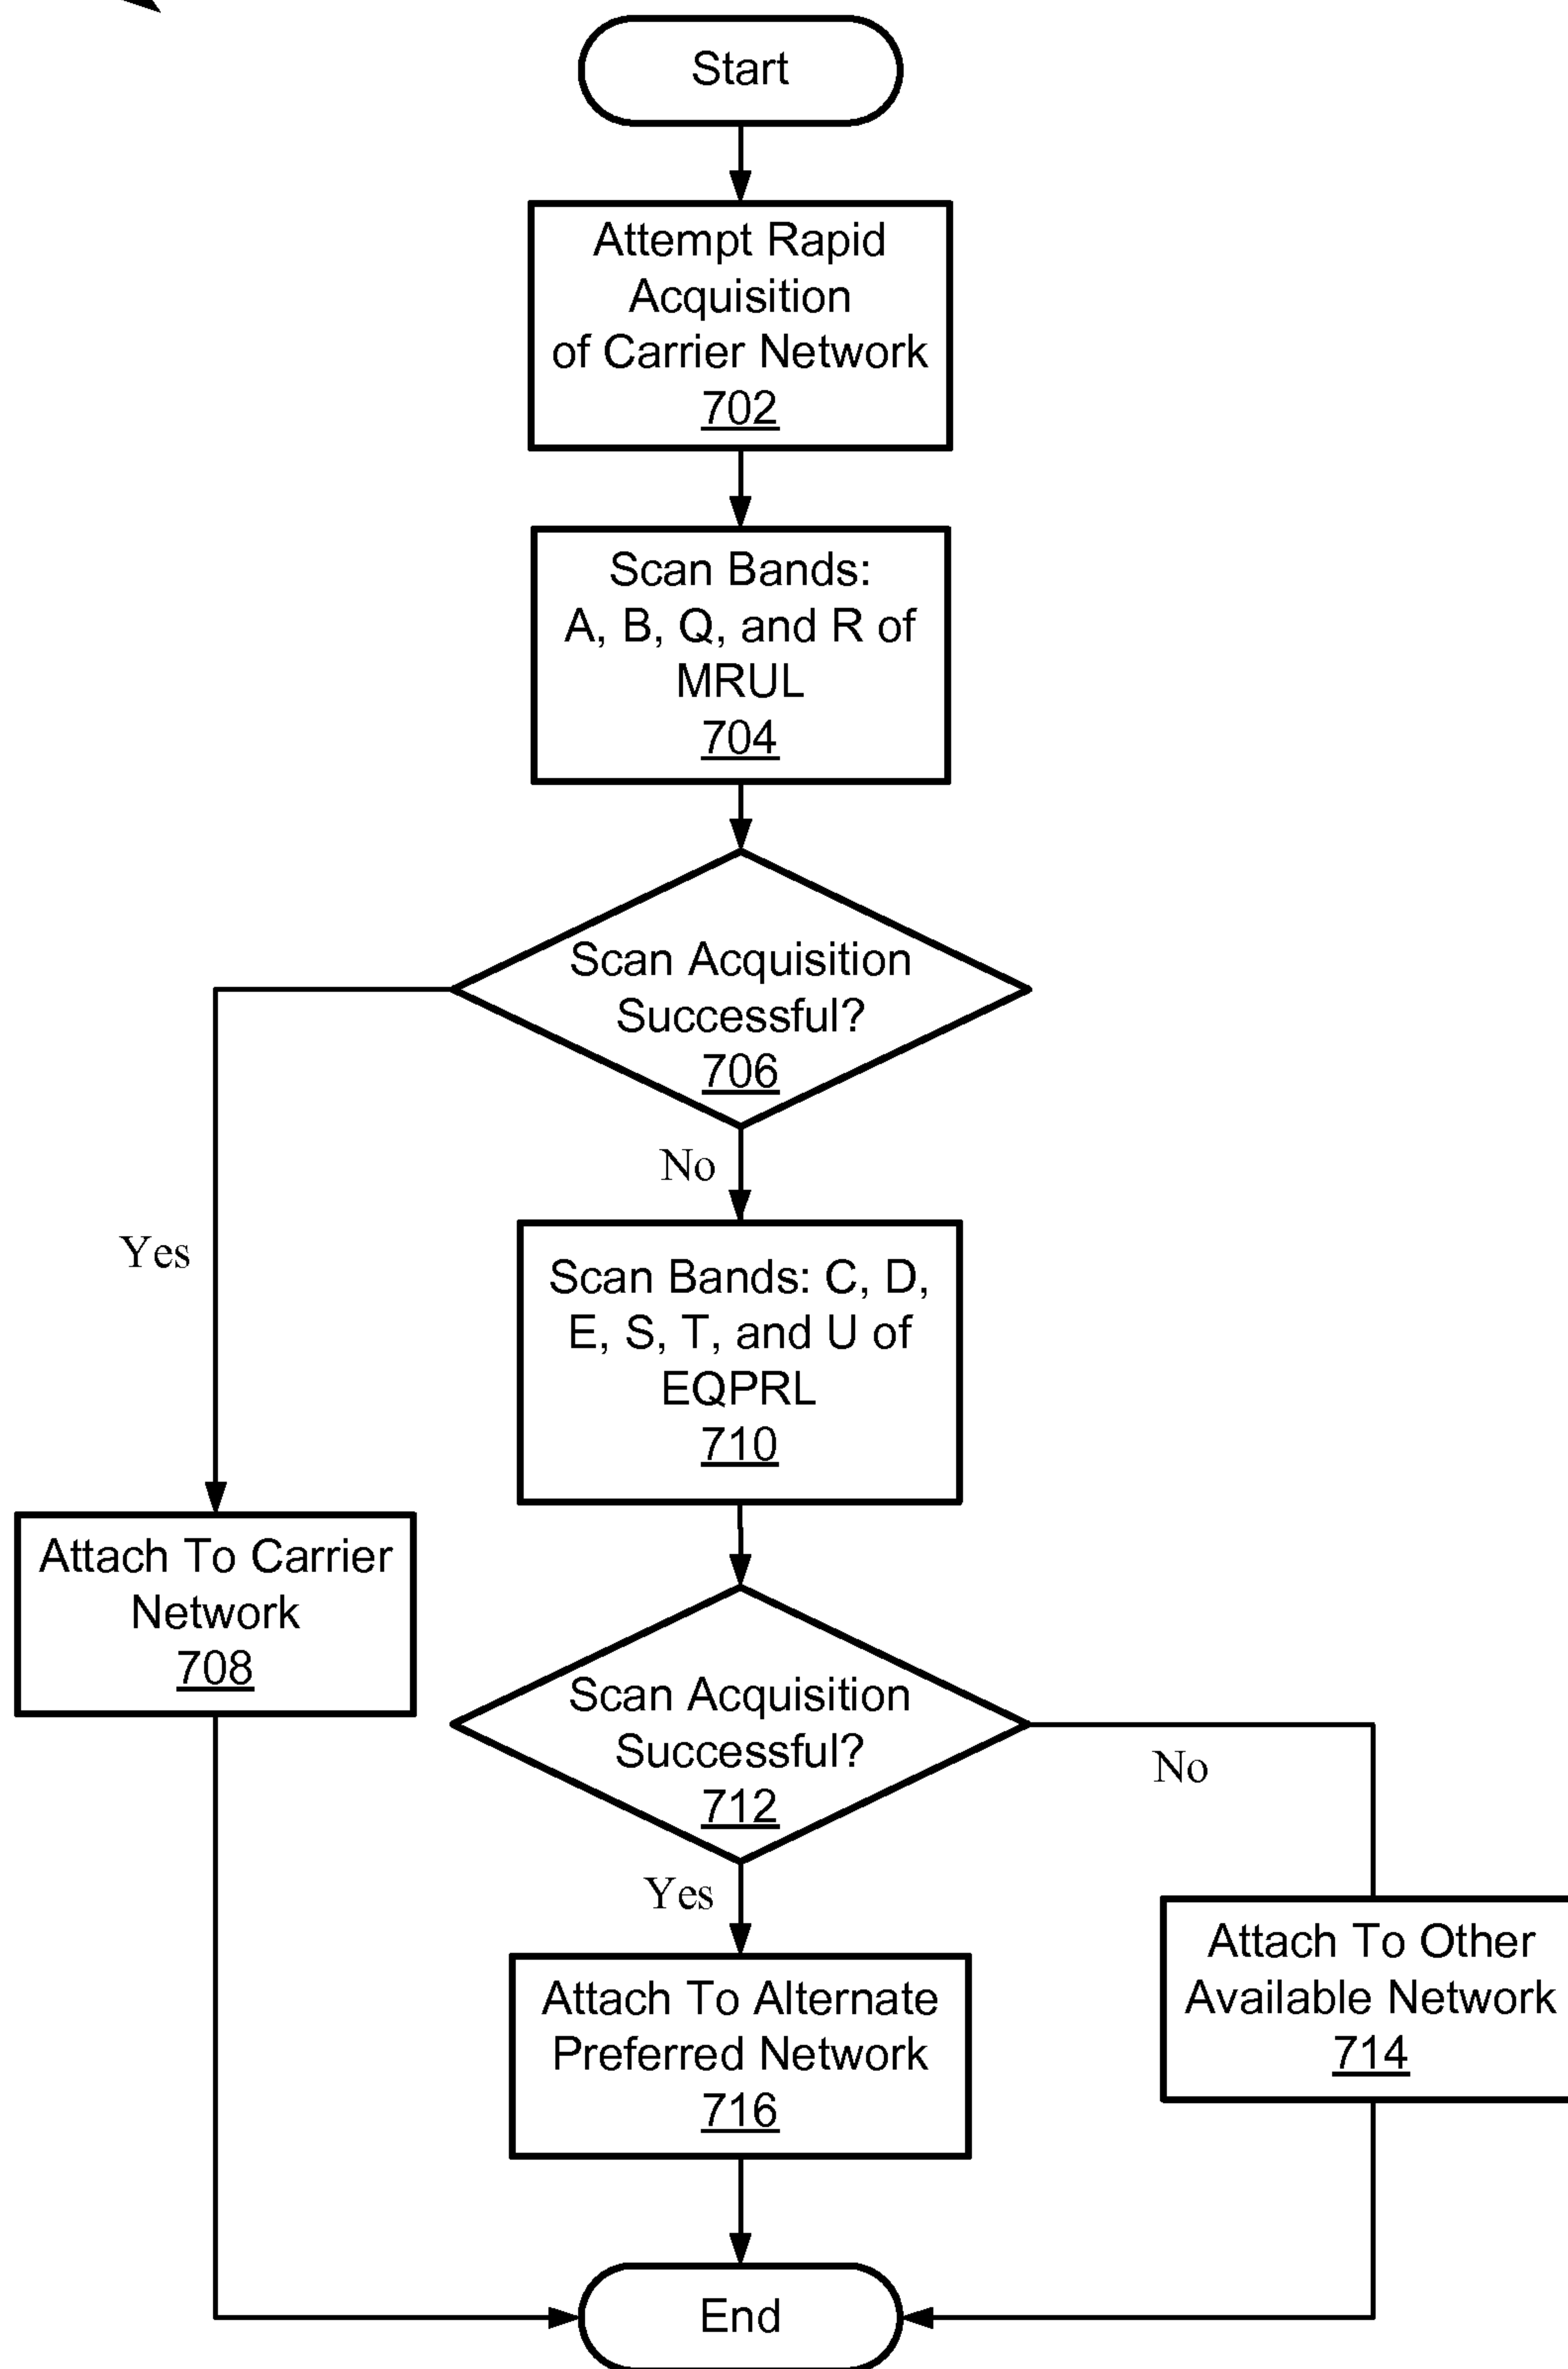 Start
Attempt Rapid
Acquisition
of Carrier Network
702
Scan Bands:
A, B, Q, and R of
MRUL
704
Scan Acquisition
Successful?
706
No
Yes
Scan Bands: C, D,
E, S, T, and U of
EQPRL
710
Attach To Carrier
Network
708
Scan Acquisition
Successful?
712
No
Yes
Attach To Alternate
Preferred Network
716
Attach To Other
Available Network
714
End